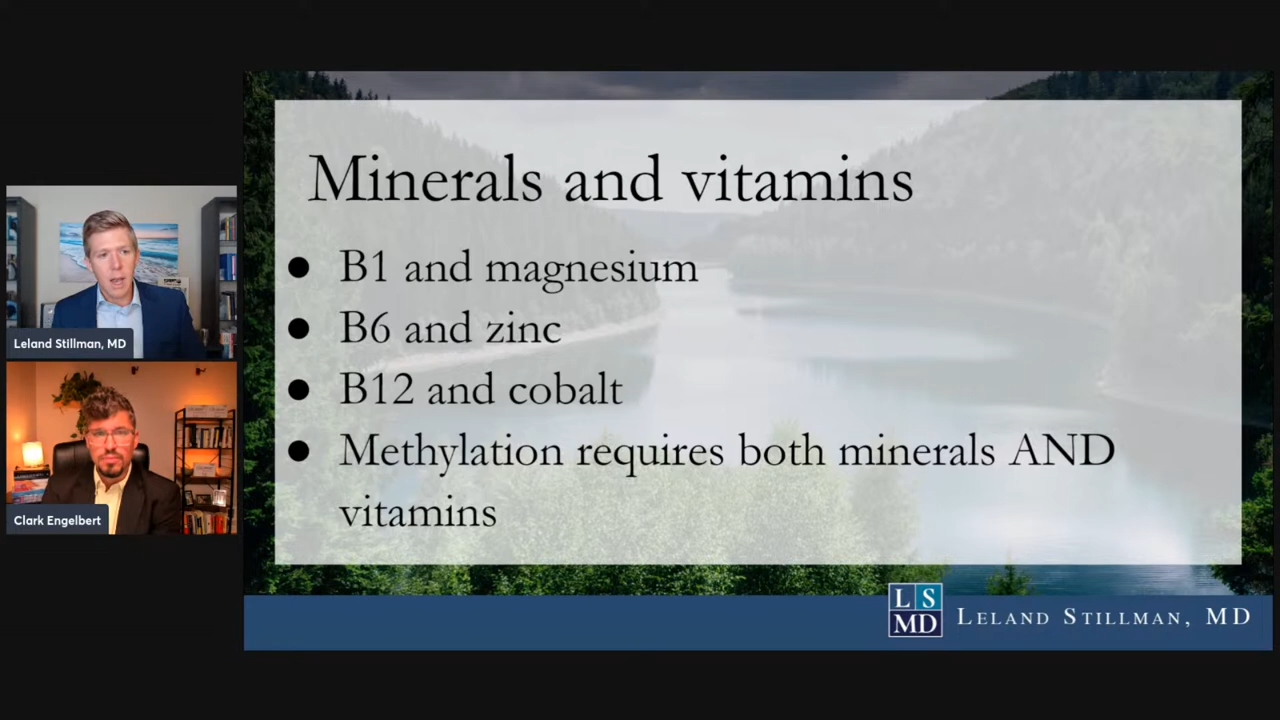 Minerals and vitamins
● B1 and magnesium
● B6 and zinc
● B12 and cobalt
● Methylation requires both minerals AND
vitamins
Leland Stillman, MD
Clark Engelbert
LS
MD
LELAND STILLMAN, MD